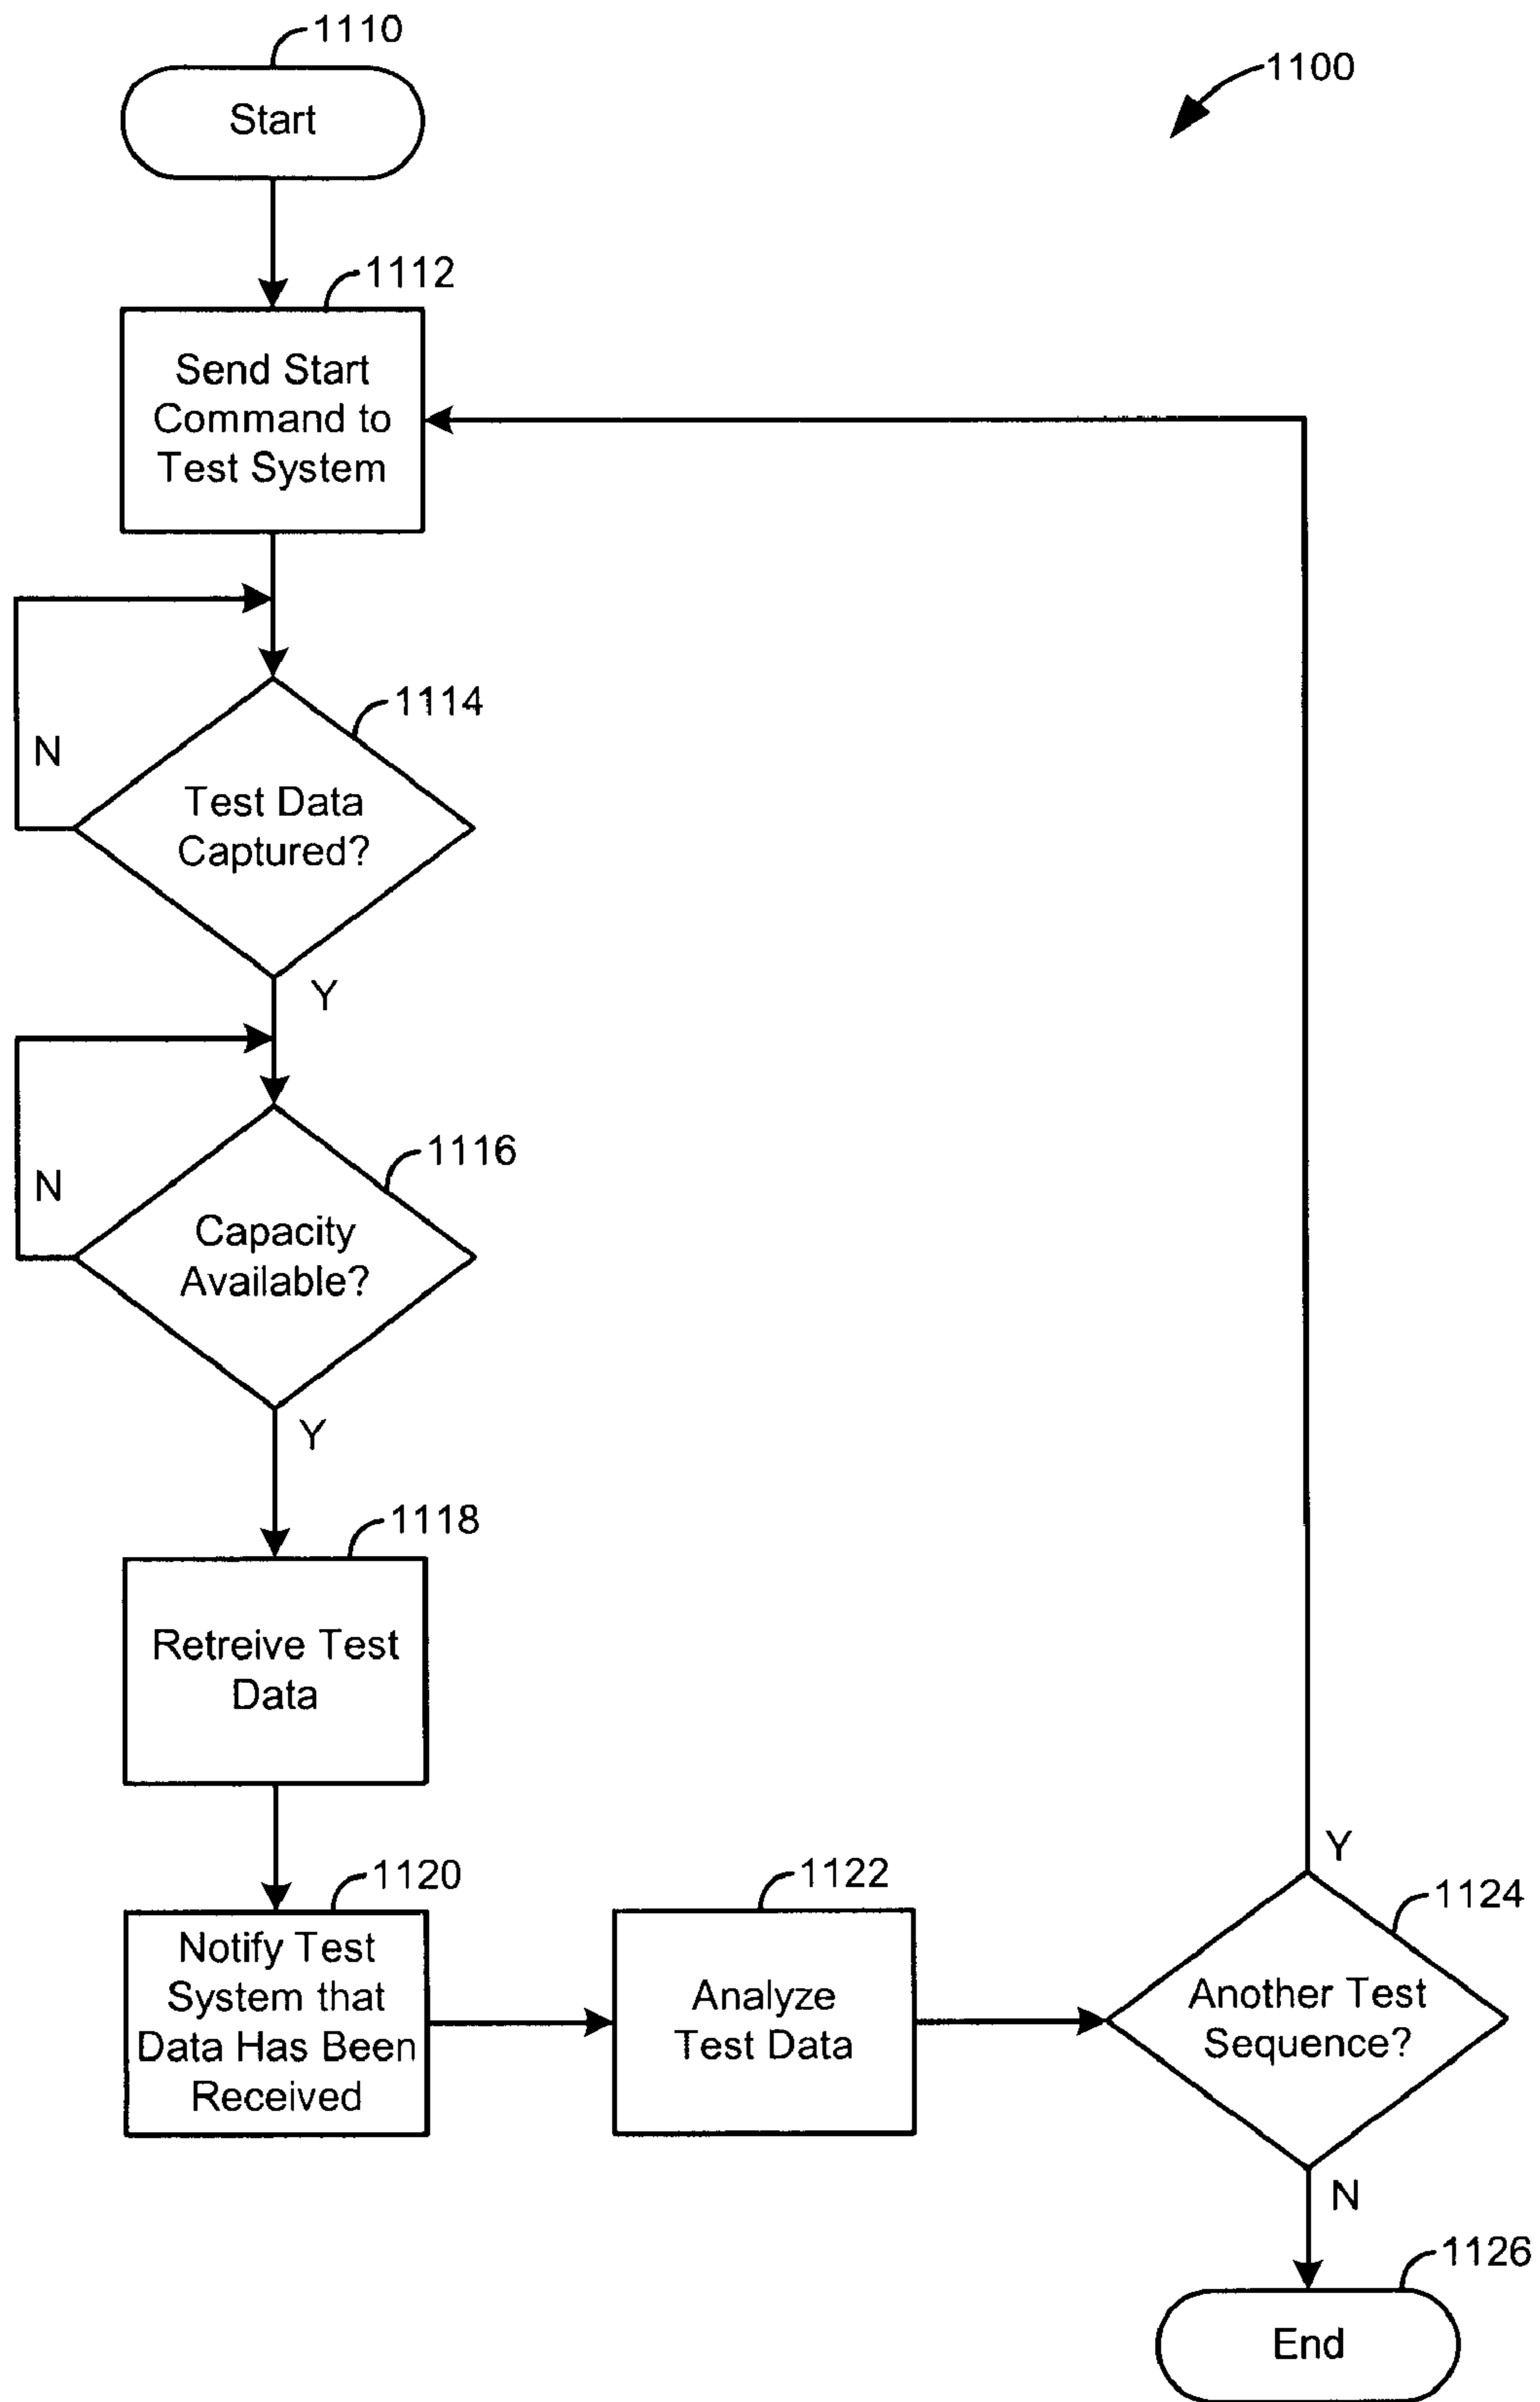 1110
Start
1100
1112
Send Start
Command to
Test System
1114
N
Test Data
Captured?
Y
1116
N
Capacity
Available?
Y
1118
Retreive Test
Data
1120
Notify Test
System that
Data Has Been
Received
1122
Analyze
Test Data
Y
1124
Another Test
Sequence?
N
1126
End